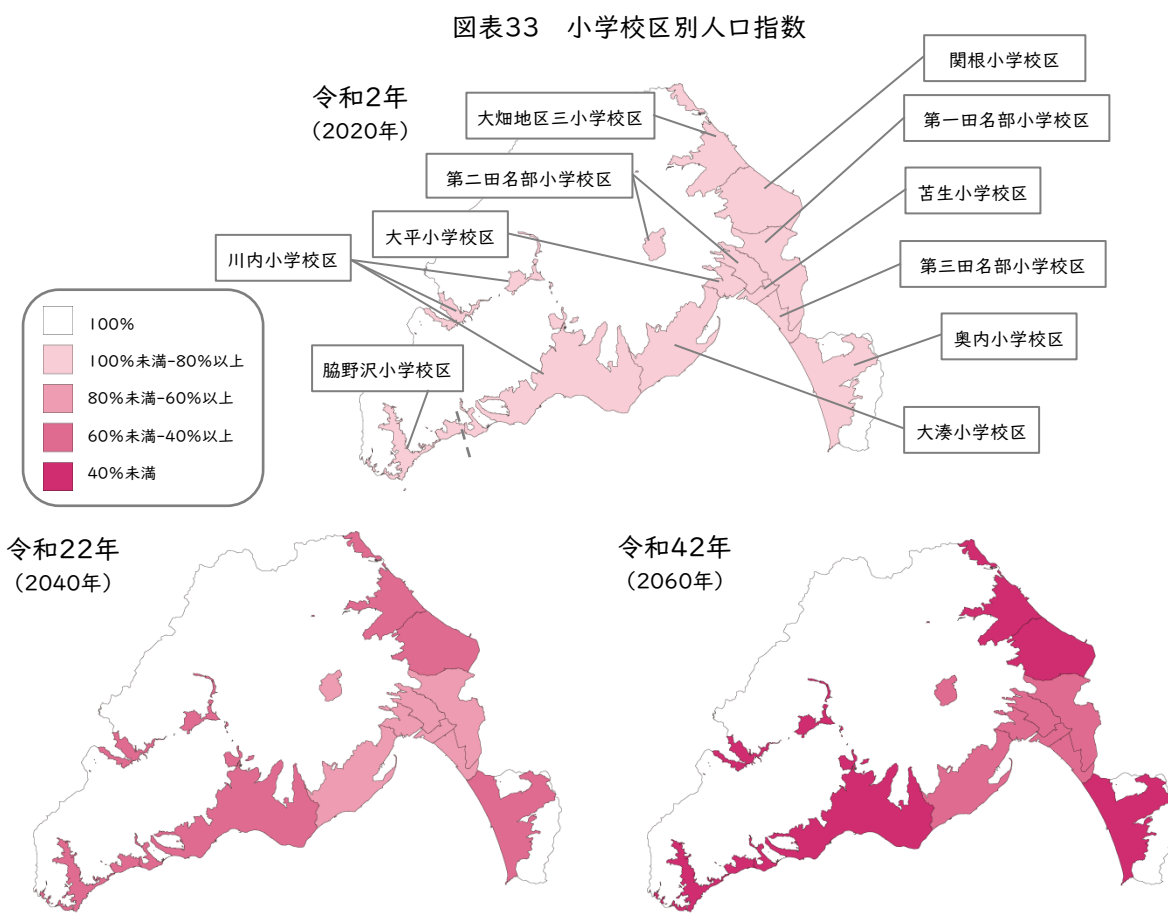 図表33 小学校区別人口指数
令和2年
(2020年)
関根小学校区
大畑地区三小学校区
第一田名部小学校区
第二田名部小学校区
苫生小学校区
大平小学校区
川内小学校区
第三田名部小学校区
奥内小学校区
脇野沢小学校区
大湊小学校区
100%
100%未満-80%以上
80%未満-60%以上
60%未満-40%以上
40%未満
令和22年
(2040年)
令和42年
(2060年)